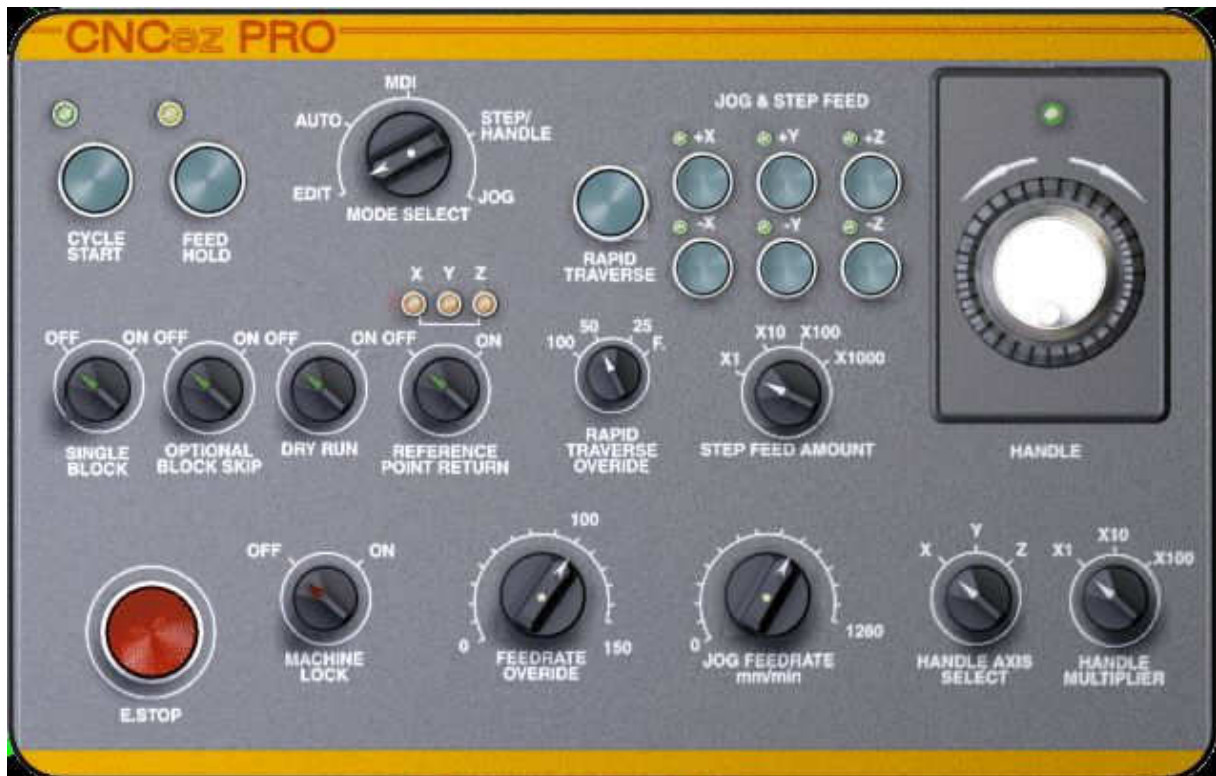 CNCez PRO
MDI
AUTO
STEP/
HANDLE
EDIT
JOG
MODE SELECT
CYCLE
START
FEED
HOLD
JOG & STEP FEED
+X
+Y
+Z
-X
-Y
-Z
RAPID
TRAVERSE
X Y Z
OFF ON
SINGLE
BLOCK
OFF ON
OPTIONAL
BLOCK SKIP
OFF ON
DRY RUN
OFF ON
REFERENCE
POINT RETURN
100 50 25 F.
RAPID
TRAVERSE
OVERIDE
X1 X10 X100 X1000
STEP FEED AMOUNT
HANDLE
E.STOP
OFF ON
MACHINE
LOCK
0 100 150
FEEDRATE
OVERIDE
0 1260
JOG FEEDRATE
mm/min
X Y Z
HANDLE AXIS
SELECT
X1 X10 X100
HANDLE
MULTIPLIER